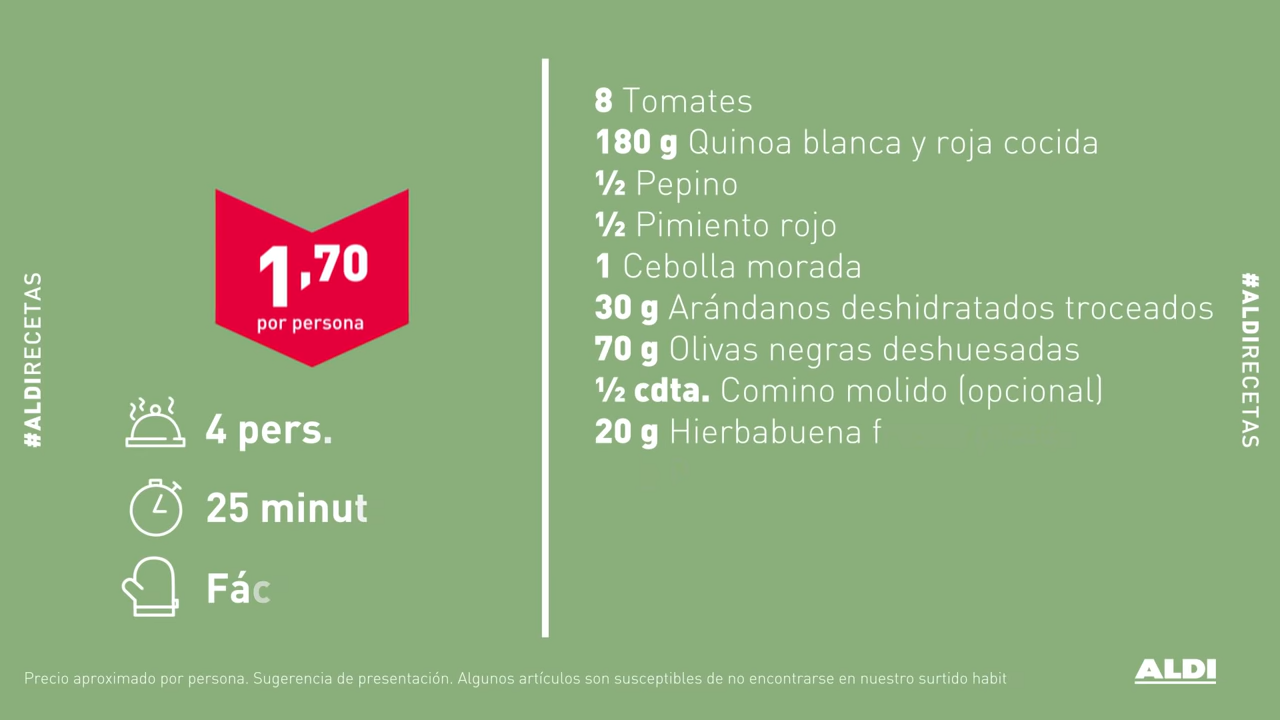 #ALDIRECETAS
1,70
por persona
4 pers.
25 minut
Fác
8 Tomates
180 g Quinoa blanca y roja cocida
½ Pepino
½ Pimiento rojo
1 Cebolla morada
30 g Arándanos deshidratados troceados
70 g Olivas negras deshuesadas
½ cdta. Comino molido (opcional)
20 g Hierbabuena f
#ALDIRECETAS
Precio aproximado por persona. Sugerencia de presentación. Algunos artículos son susceptibles de no encontrarse en nuestro surtido habit
ALDI